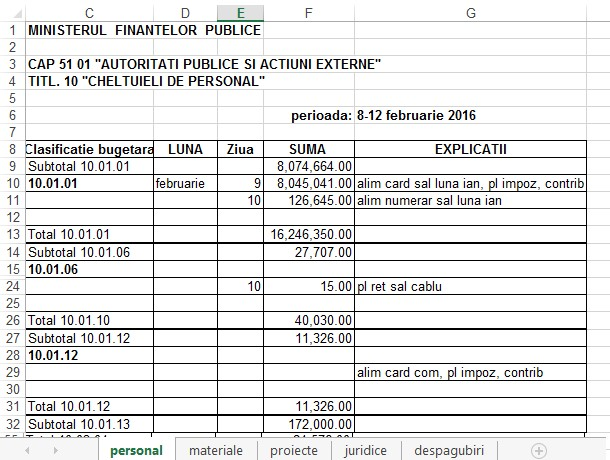 C D E F G
1 MINISTERUL FINANTELOR PUBLICE
2
3 CAP 51 01 "AUTORITATI PUBLICE SI ACTIUNI EXTERNE"
4 TITL. 10 "CHELTUIELI DE PERSONAL"
5
6 perioada: 8-12 februarie 2016
7
8 Clasificatie bugetara LUNA Ziua SUMA EXPLICATII
9 Subtotal 10.01.01 8,074,664.00
10 10.01.01 februarie 9 8,045,041.00 alim card sal luna ian, pl impoz, contrib
11 10 126,645.00 alim numerar sal luna ian
12
13 Total 10.01.01 16,246,350.00
14 Subtotal 10.01.06 27,707.00
15 10.01.06
24 10 15.00 pl ret sal cablu
25
26 Total 10.01.10 40,030.00
27 Subtotal 10.01.12 11,326.00
28 10.01.12
29 alim card com, pl impoz, contrib
30
31 Total 10.01.12 11,326.00
32 Subtotal 10.01.13 172,000.00
personal materiale proiecte juridice despagubiri